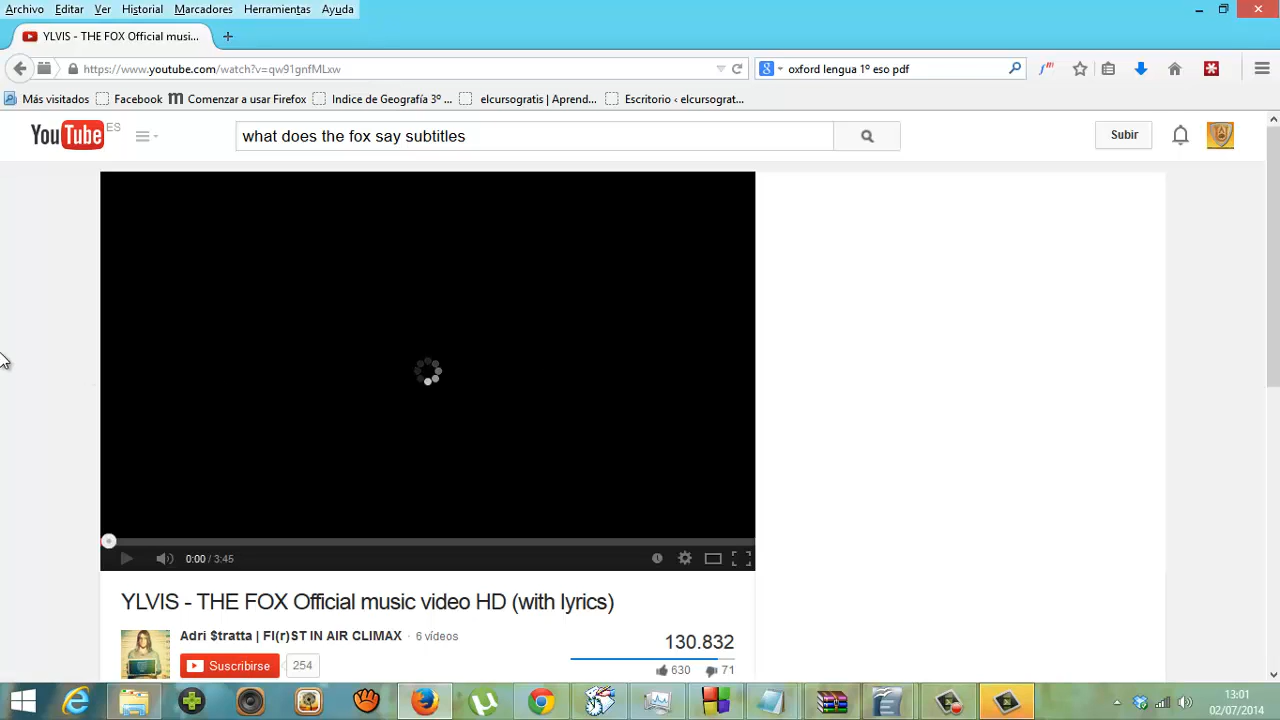 Archivo Editar Ver Historial Marcadores Herramientas Ayuda
YLVIS - THE FOX Official musi...
https://www.youtube.com/watch?v=qw91gnfMLxw
oxford lengua 1º eso pdf
Más visitados Facebook Comenzar a usar Firefox Indice de Geografía 3º ... elcursogratis | Aprend... Escritorio ‹ elcursograt...
YouTube ES
what does the fox say subtitles
Subir
0:00 / 3:45
YLVIS - THE FOX Official music video HD (with lyrics)
Adri $tratta | FI(r)ST IN AIR CLIMAX · 6 vídeos
130.832
Suscribirse 254
630 71
13:01
02/07/2014